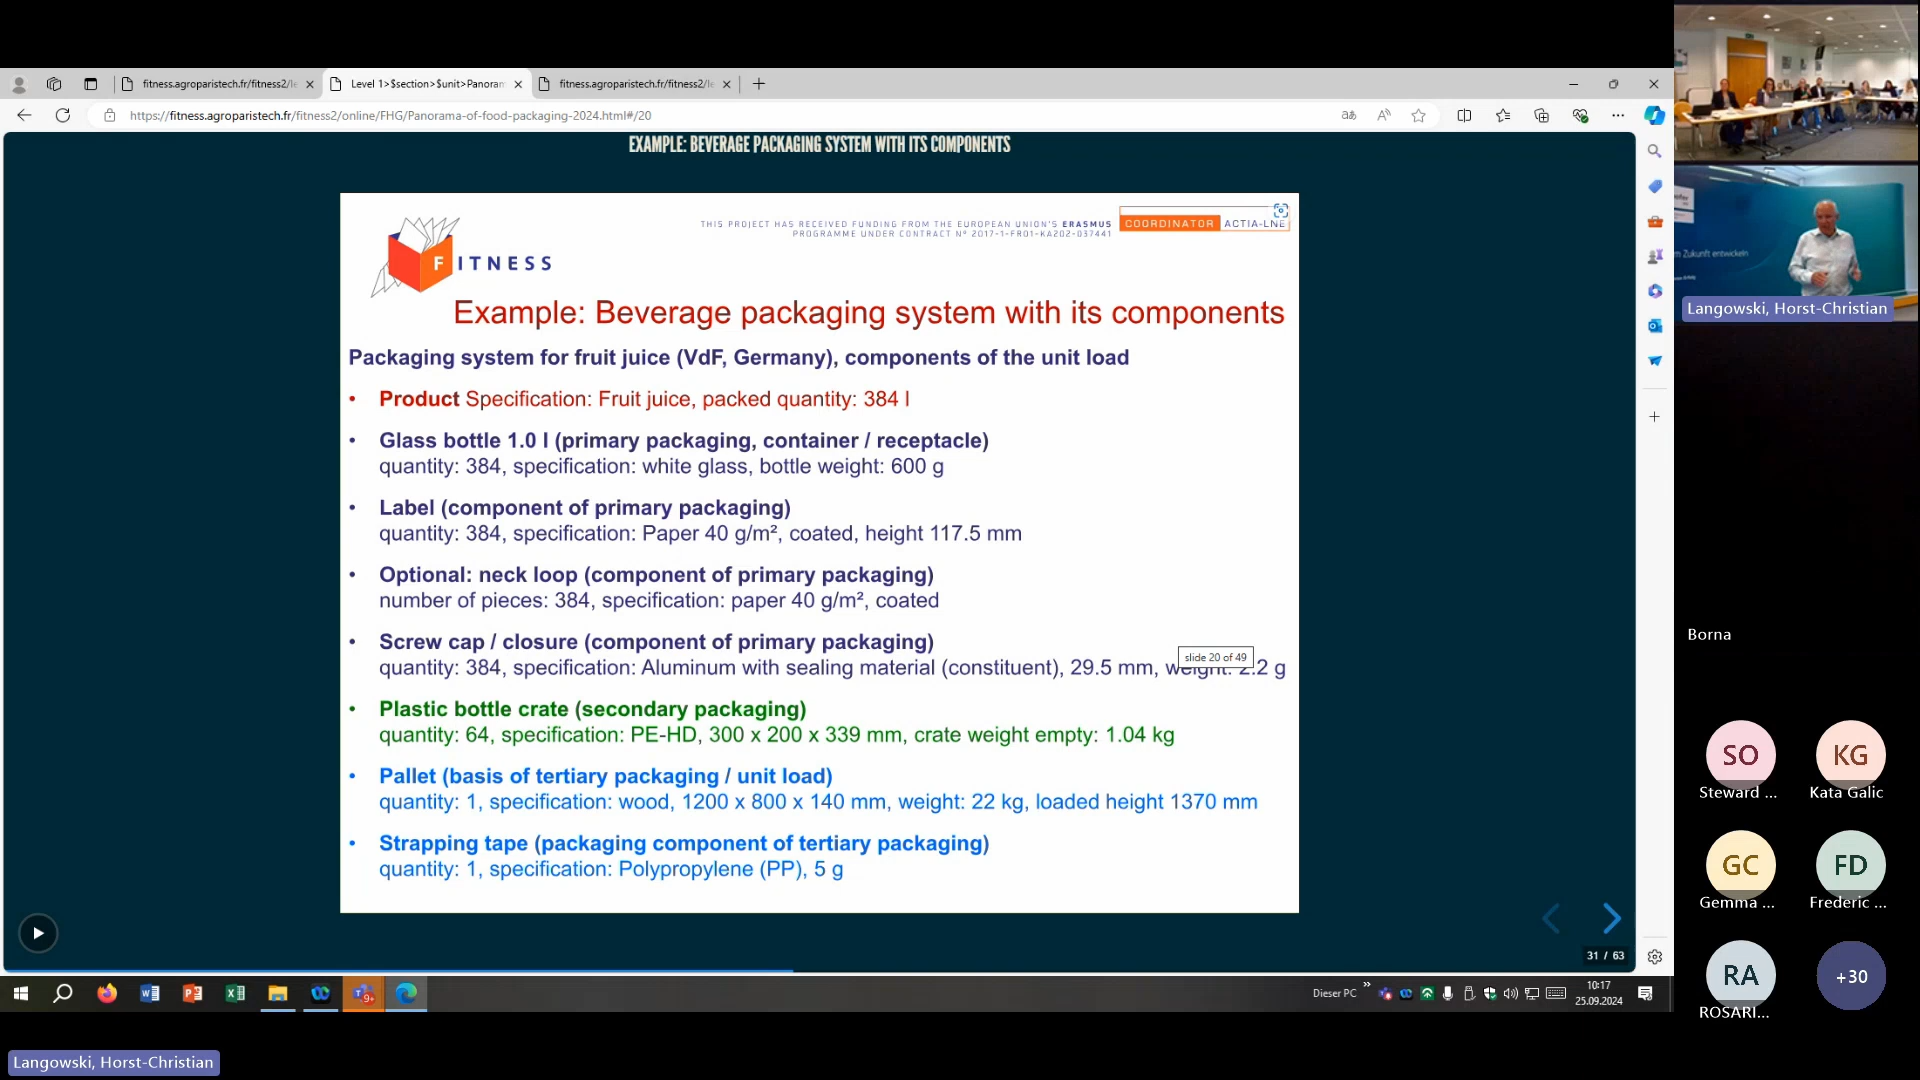 fitness.agroparistech.fr/fitness2/le
Level 1>$section>$unit>Panoram
fitness.agroparistech.fr/fitness2/le
https://fitness.agroparistech.fr/fitness2/online/FHG/Panorama-of-food-packaging-2024.html#/20
EXAMPLE: BEVERAGE PACKAGING SYSTEM WITH ITS COMPONENTS
THIS PROJECT HAS RECEIVED FUNDING FROM THE EUROPEAN UNION'S ERASMUS
PROGRAMME UNDER CONTRACT Nº 2017-1-FR01-KA202-037441
COORDINATOR ACTIA-LNE
FITNESS
Example: Beverage packaging system with its components
Packaging system for fruit juice (VdF, Germany), components of the unit load
• Product Specification: Fruit juice, packed quantity: 384 l
• Glass bottle 1.0 l (primary packaging, container / receptacle)
quantity: 384, specification: white glass, bottle weight: 600 g
• Label (component of primary packaging)
quantity: 384, specification: Paper 40 g/m², coated, height 117.5 mm
• Optional: neck loop (component of primary packaging)
number of pieces: 384, specification: paper 40 g/m², coated
• Screw cap / closure (component of primary packaging)
quantity: 384, specification: Aluminum with sealing material (constituent), 29.5 mm, weight: 2.2 g
slide 20 of 49
• Plastic bottle crate (secondary packaging)
quantity: 64, specification: PE-HD, 300 x 200 x 339 mm, crate weight empty: 1.04 kg
• Pallet (basis of tertiary packaging / unit load)
quantity: 1, specification: wood, 1200 x 800 x 140 mm, weight: 22 kg, loaded height 1370 mm
• Strapping tape (packaging component of tertiary packaging)
quantity: 1, specification: Polypropylene (PP), 5 g
31 / 63
Dieser PC
10:17
25.09.2024
Zukunft entwickeln
Langowski, Horst-Christian
Borna
SO
Steward ...
KG
Kata Galic
GC
Gemma ...
FD
Frederic ...
RA
ROSARI...
+30
Langowski, Horst-Christian